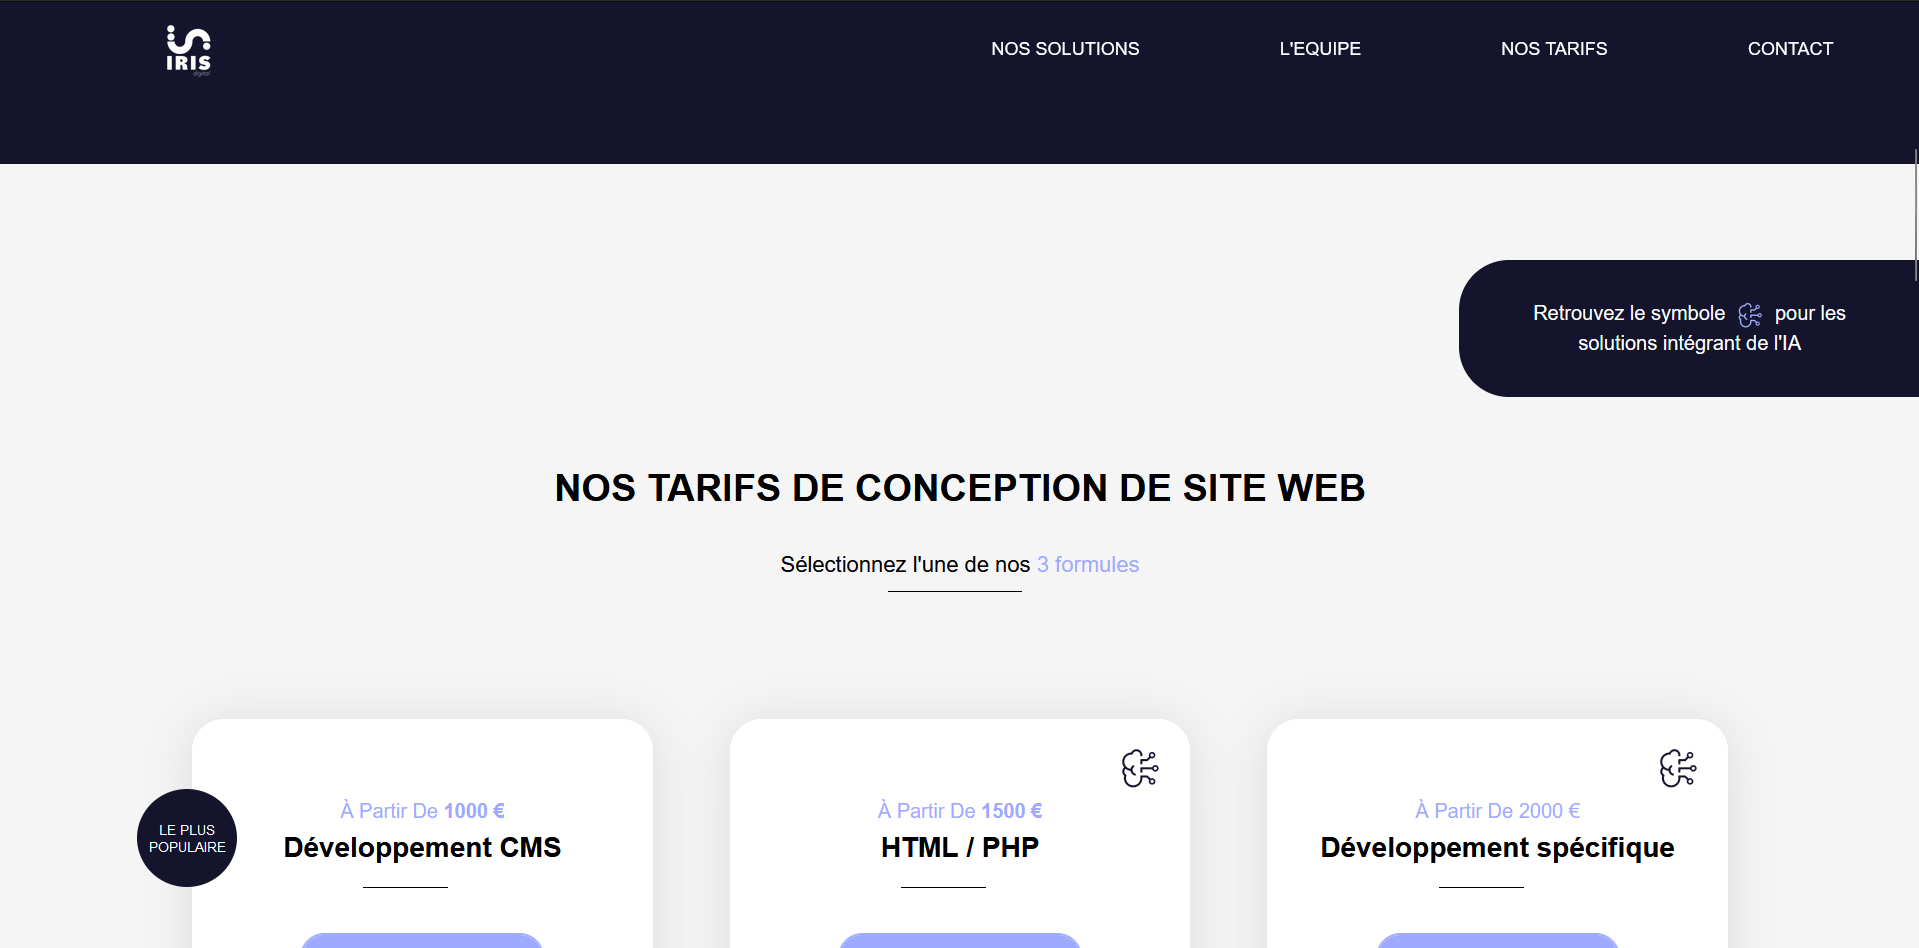 IRIS
digital
NOS SOLUTIONS
L'EQUIPE
NOS TARIFS
CONTACT
Retrouvez le symbole pour les
solutions intégrant de l'IA
NOS TARIFS DE CONCEPTION DE SITE WEB
Sélectionnez l'une de nos 3 formules
LE PLUS
POPULAIRE
À Partir De 1000 €
Développement CMS
À Partir De 1500 €
HTML / PHP
À Partir De 2000 €
Développement spécifique